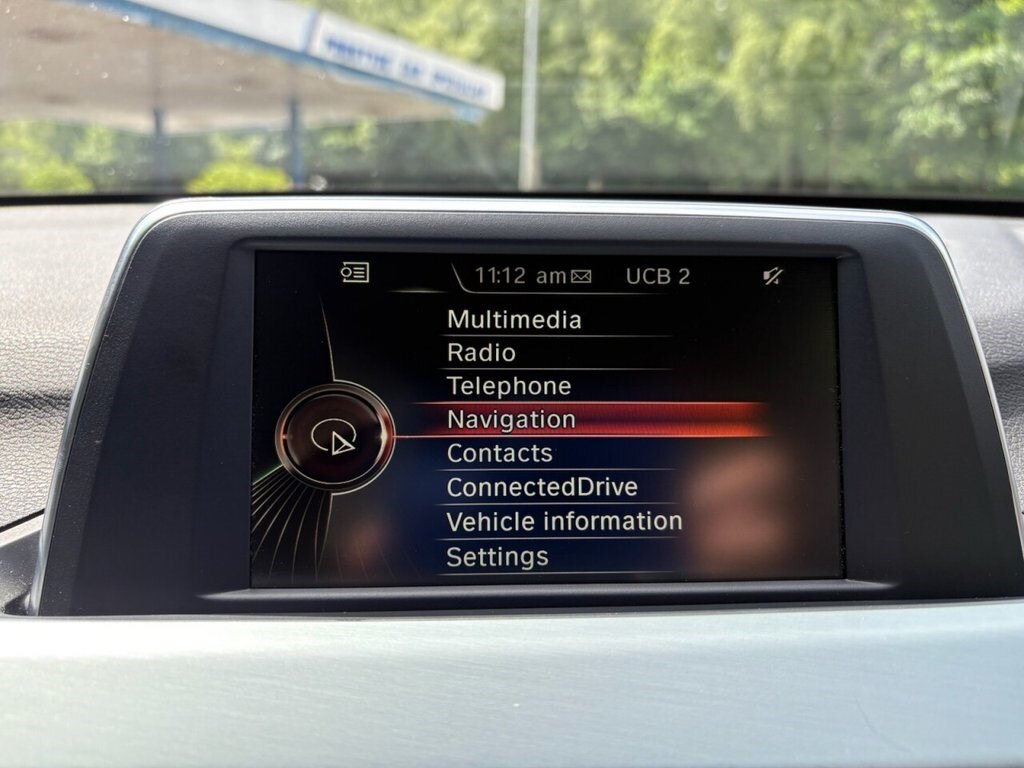 11:12 am UCB 2
Multimedia
Radio
Telephone
Navigation
Contacts
ConnectedDrive
Vehicle information
Settings